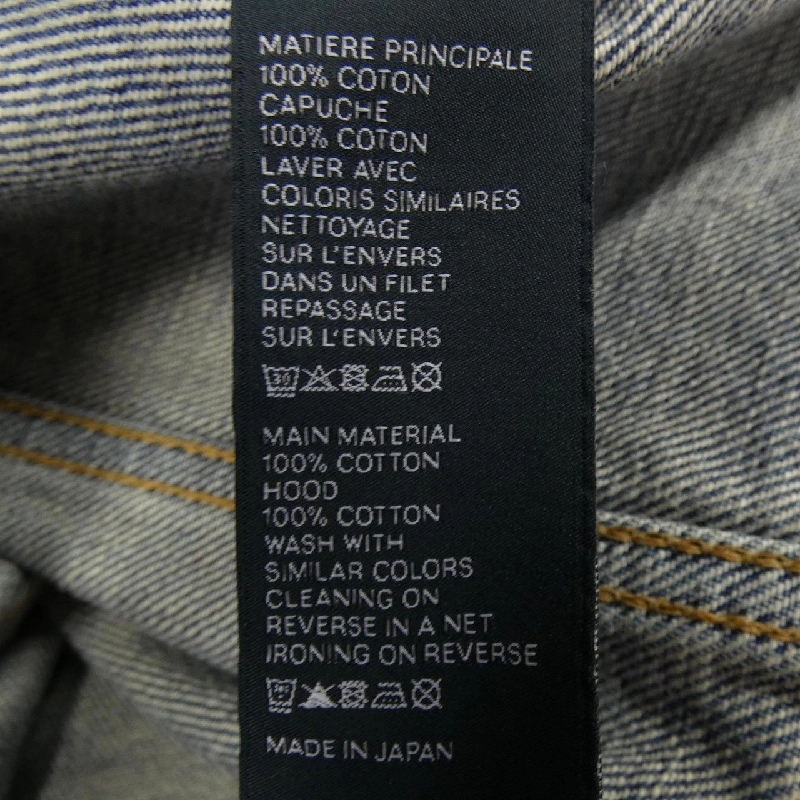 MATIERE PRINCIPALE
100% COTON
CAPUCHE
100% COTON
LAVER AVEC
COLORIS SIMILAIRES
NETTOYAGE
SUR L'ENVERS
DANS UN FILET
REPASSAGE
SUR L'ENVERS
30
MAIN MATERIAL
100% COTTON
HOOD
100% COTTON
WASH WITH
SIMILAR COLORS
CLEANING ON
REVERSE IN A NET
IRONING ON REVERSE
MADE IN JAPAN